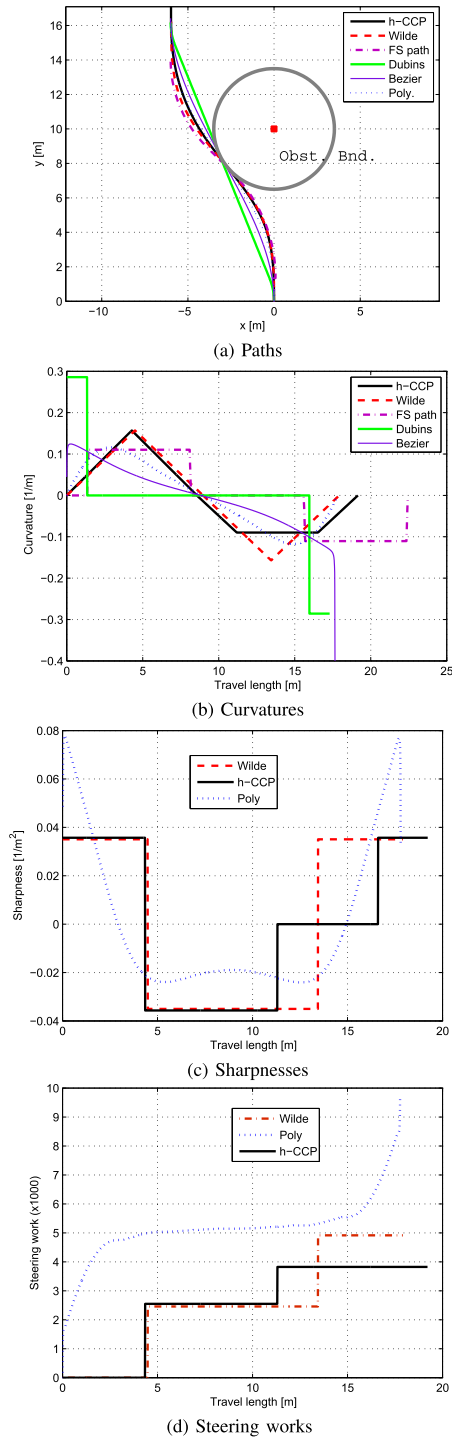 16
14
12
10
8
6
4
2
0
y [m]
−10
−5
0
5
x [m]
h-CCP
Wilde
FS path
Dubins
Bezier
Poly.
Obst. Bnd.
(a) Paths
0.3
0.2
0.1
0
−0.1
−0.2
−0.3
−0.4
Curvature [1/m]
0
5
10
15
20
25
Travel length [m]
h-CCP
Wilde
FS path
Dubins
Bezier
(b) Curvatures
0.08
0.06
0.04
0.02
0
−0.02
−0.04
Sharpness [1/m²]
0
5
10
15
20
Travel length [m]
Wilde
h-CCP
Poly
(c) Sharpnesses
10
9
8
7
6
5
4
3
2
1
0
Steering work (x1000)
0
5
10
15
20
Travel length [m]
Wilde
Poly
h-CCP
(d) Steering works